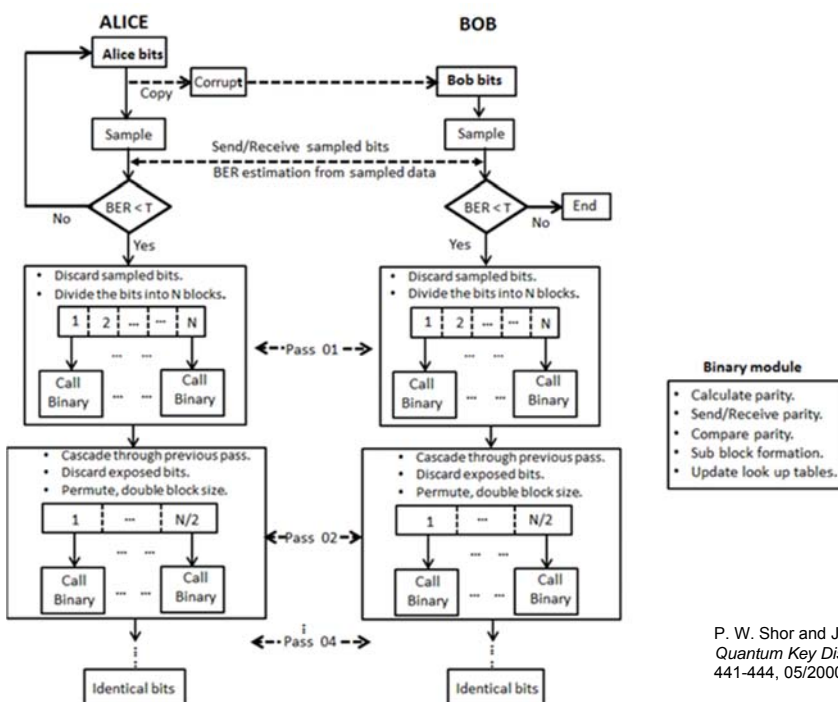 ALICE
BOB
Alice bits
Copy
Corrupt
Bob bits
Sample
Sample
Send/Receive sampled bits
BER estimation from sampled data
BER < T
BER < T
No
Yes
No
End
Yes
• Discard sampled bits.
• Divide the bits into N blocks.
1 2 ... ... N
... ...
Call Binary
... ...
Call Binary
Pass 01
• Discard sampled bits.
• Divide the bits into N blocks.
1 2 ... ... N
... ...
Call Binary
... ...
Call Binary
• Cascade through previous pass.
• Discard exposed bits.
• Permute, double block size.
1 ... N/2
... ...
Call Binary
... ...
Call Binary
Pass 02
• Cascade through previous pass.
• Discard exposed bits.
• Permute, double block size.
1 ... N/2
... ...
Call Binary
... ...
Call Binary
Pass 04
Identical bits
Identical bits
Binary module
• Calculate parity.
• Send/Receive parity.
• Compare parity.
• Sub block formation.
• Update look up tables.
P. W. Shor and J
Quantum Key Dis
441-444, 05/2000